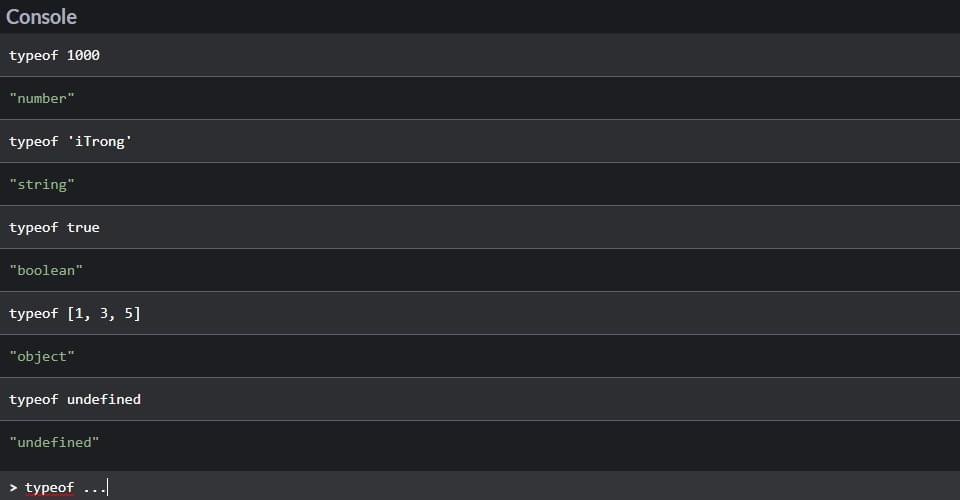 Console
typeof 1000
"number"
typeof 'iTrong'
"string"
typeof true
"boolean"
typeof [1, 3, 5]
"object"
typeof undefined
"undefined"
> typeof ...